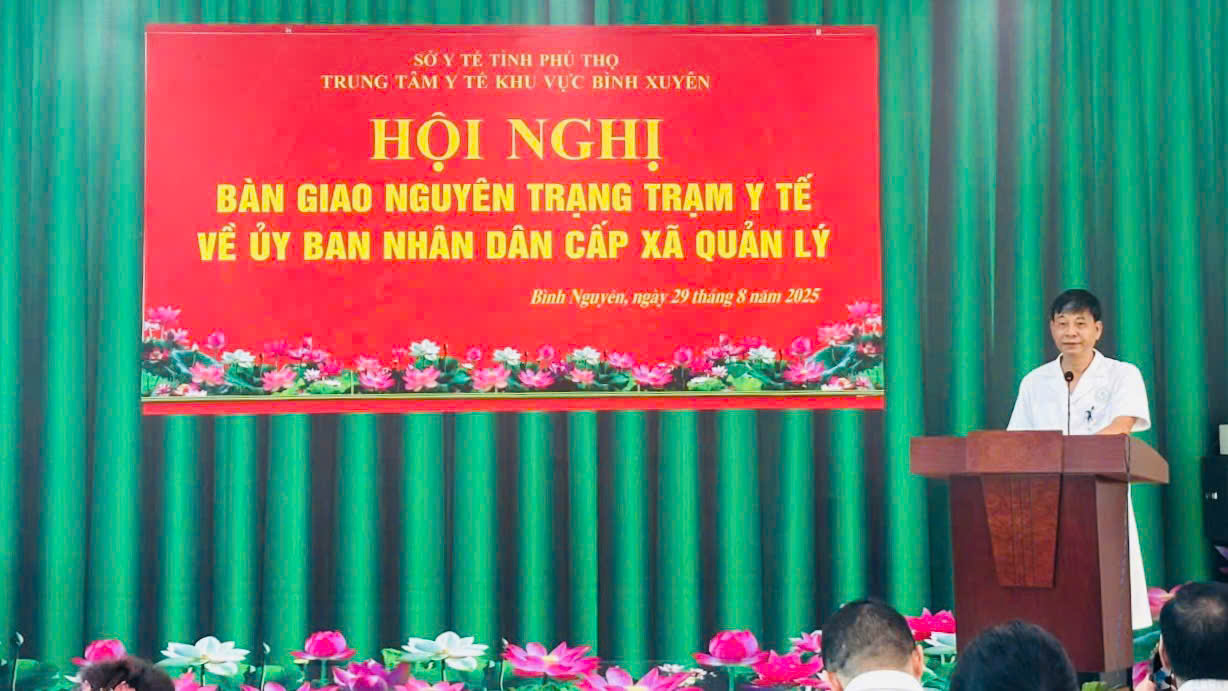 SỞ Y TẾ TỈNH PHÚ THỌ
TRUNG TÂM Y TẾ KHU VỰC BÌNH XUYÊN
HỘI NGHỊ
BÀN GIAO NGUYÊN TRẠNG TRẠM Y TẾ
VỀ ỦY BAN NHÂN DÂN CẤP XÃ QUẢN LÝ
Bình Nguyên, ngày 29 tháng 8 năm 2025